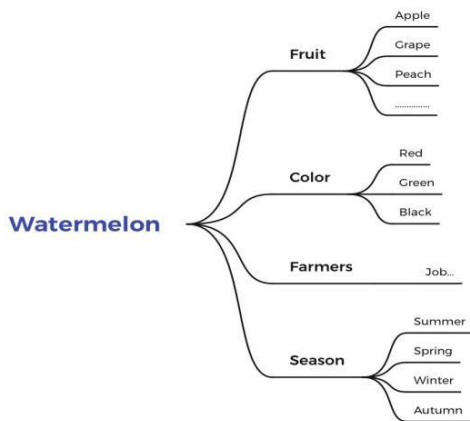 Apple
Fruit
Grape
Peach
...............
Red
Color
Green
Black
Watermelon
Farmers
Job...
Summer
Spring
Season
Winter
Autumn